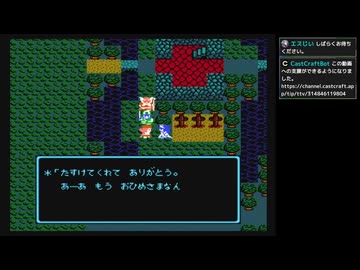 *「たすけてくれて ありがとう。
あーあ もう おひめさまなん
エスじい しばらくお待ちください。
CastCraftBot この動画への支援ができるようになりました。
https://channel.castcraft.app/tip/ttv/314846119804